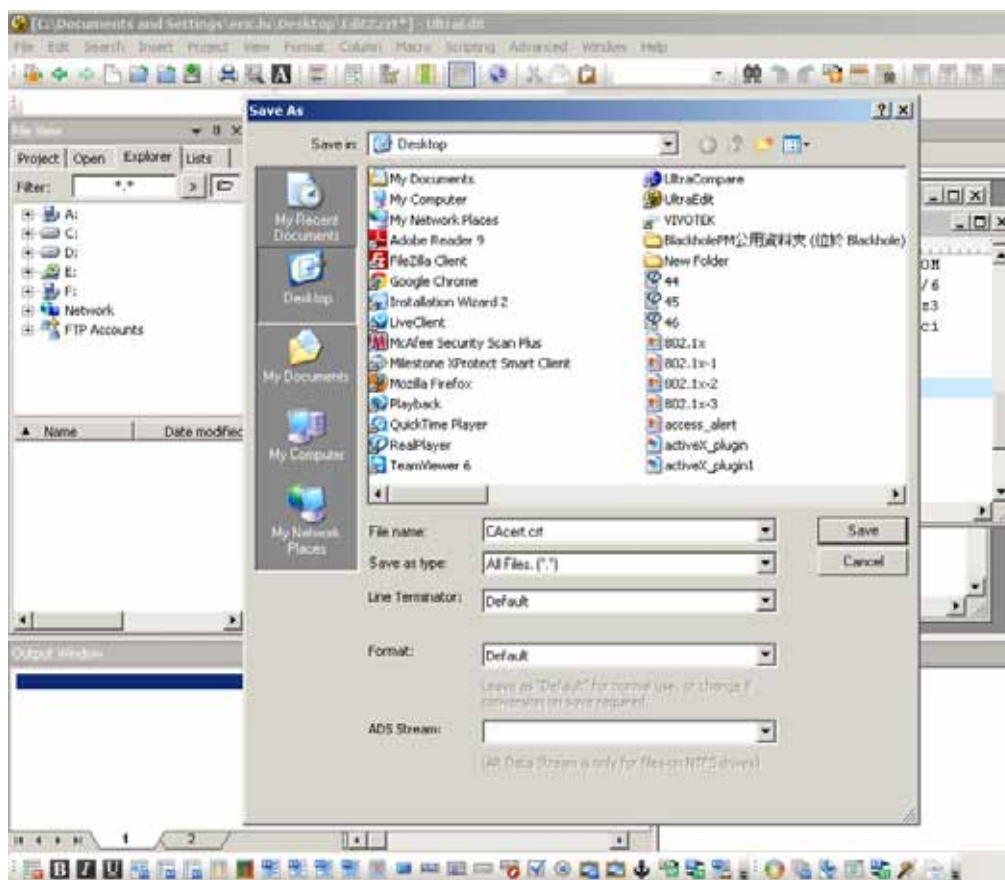 [C:\Documents and Settings\eric.lu\Desktop\Edit2.txt*] - UltraEdit
File Edit Search Insert Project View Format Column Macro Scripting Advanced Window Help
Save As
Save in: Desktop
File View
Project Open Explorer Lists
Filter: *.*
A:
C:
D:
E:
F:
Network
FTP Accounts
Name Date modified
My Recent Documents
Desktop
My Documents
My Computer
My Network Places
My Documents
My Computer
My Network Places
Adobe Reader 9
FileZilla Client
Google Chrome
Installation Wizard 2
LiveClient
McAfee Security Scan Plus
Milestone XProtect Smart Client
Mozilla Firefox
Playback
QuickTime Player
RealPlayer
TeamViewer 6
UltraCompare
UltraEdit
VIVOTEK
BlackholePM公用資料夾 (位於 Blackhole)
New Folder
44
45
46
802.1x
802.1x-1
802.1x-2
802.1x-3
access_alert
activeX_plugin
activeX_plugin1
OM
/6
z3
ci
File name: CAcert.crt
Save
Save as type: All Files, (*.*)
Cancel
Line Terminator: Default
Format: Default
Leave as "Default" for normal use, or change if
conversion on save required.
ADS Stream:
(Alt Data Stream is only for files on NTFS drives)
Output Window
1 2
B I U